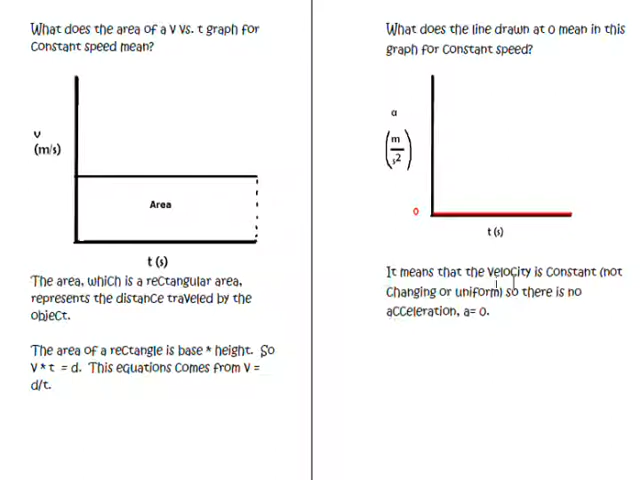 What does the area of a V vs. t graph for
Constant speed mean?
v
(m/s)
Area
t (s)
The area, which is a rectangular area,
represents the distance traveled by the
object.
The area of a rectangle is base * height. So
V * t = d. This equations comes from V =
d/t.
What does the line drawn at 0 mean in this
graph for constant speed?
a
(m/s2)
0
t (s)
It means that the velocity is constant (not
changing or uniform) so there is no
acceleration, a= 0.